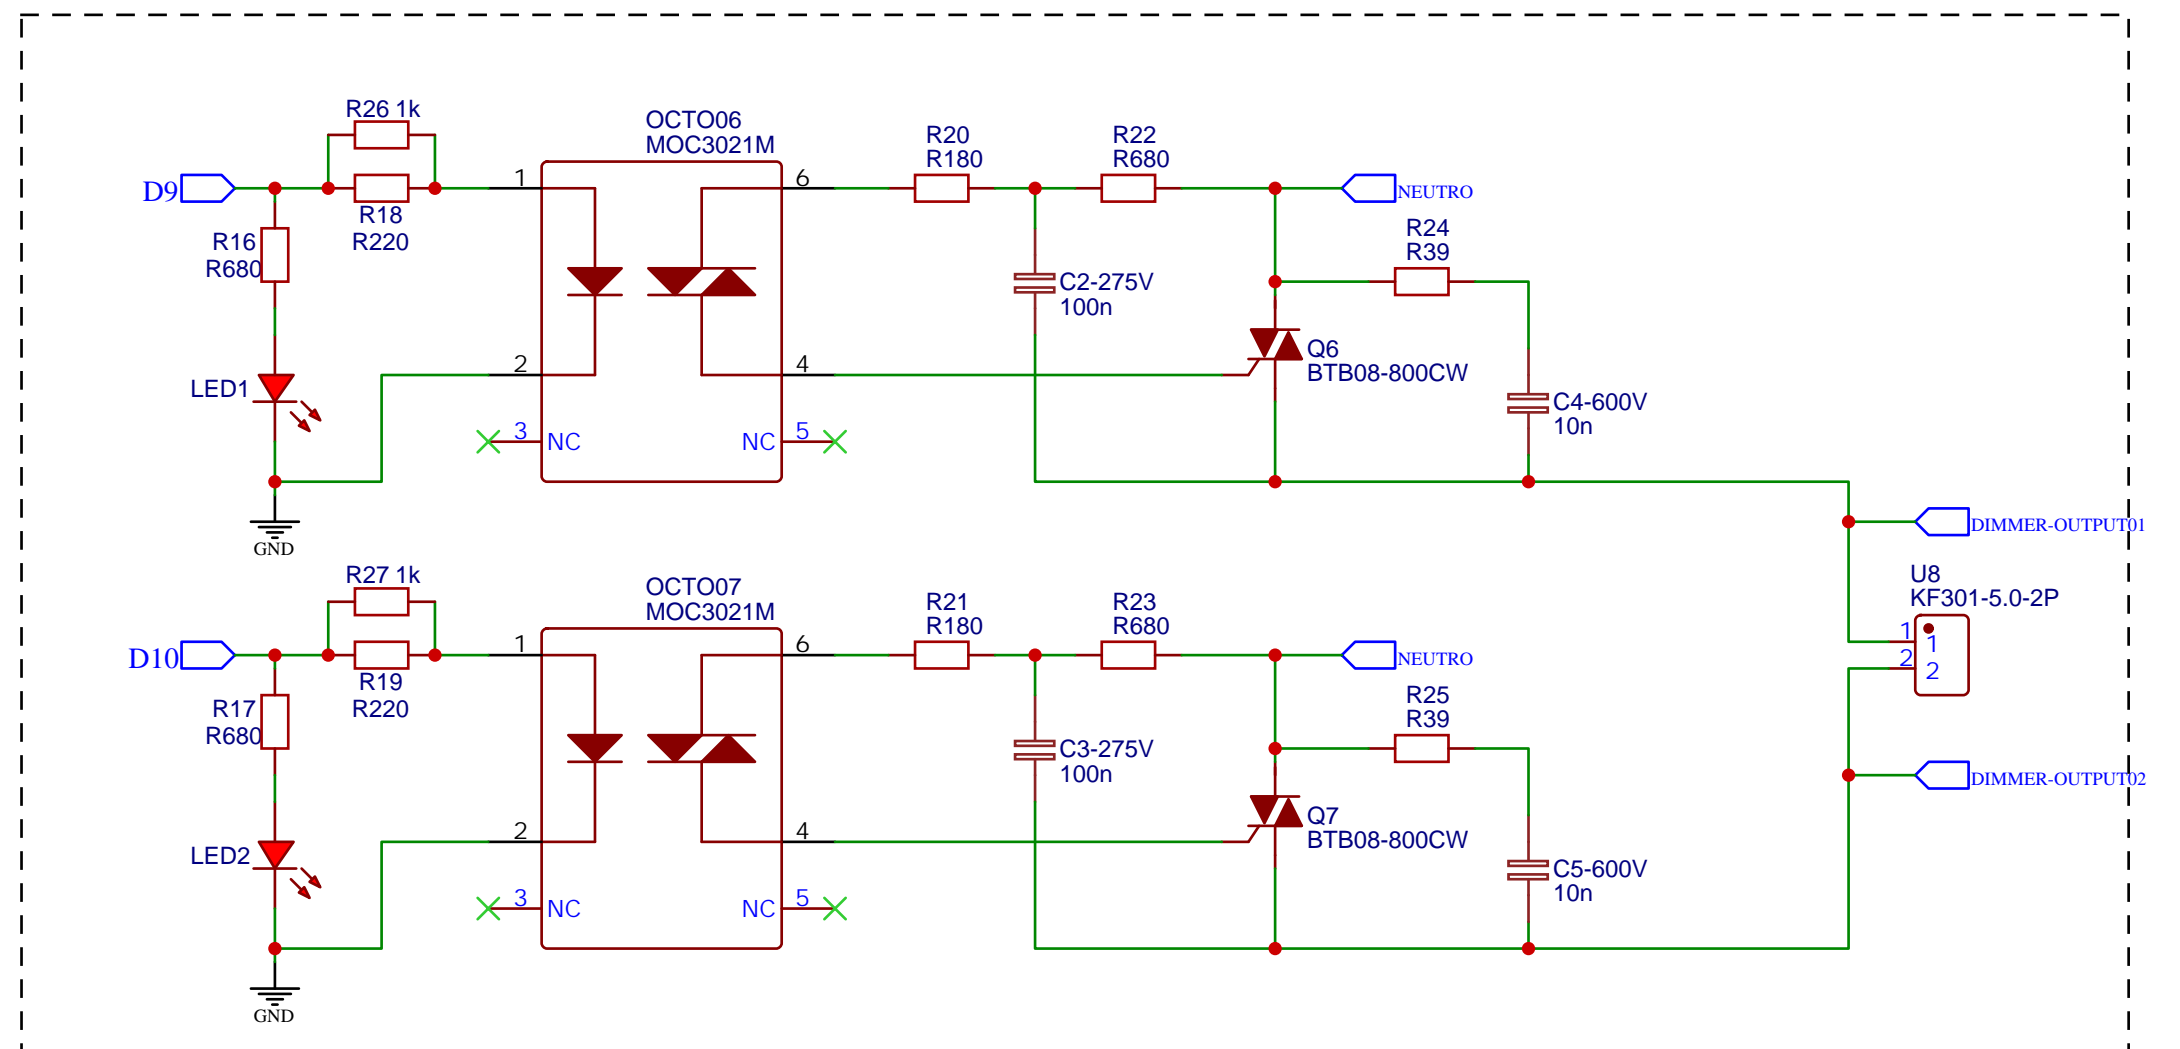 R26 1k
OCTO06
MOC3021M
R20
R180
R22
R680
D9
1
6
NEUTRO
R18
R220
R16
R680
R24
R39
C2-275V
100n
Q6
BTB08-800CW
LED1
2
4
C4-600V
10n
3
NC
NC
5
GND
DIMMER-OUTPUT01
R27 1k
OCTO07
MOC3021M
R21
R180
R23
R680
U8
KF301-5.0-2P
1
1
2
2
D10
1
6
NEUTRO
R19
R220
R17
R680
R25
R39
C3-275V
100n
DIMMER-OUTPUT02
Q7
BTB08-800CW
LED2
2
4
C5-600V
10n
3
NC
NC
5
GND